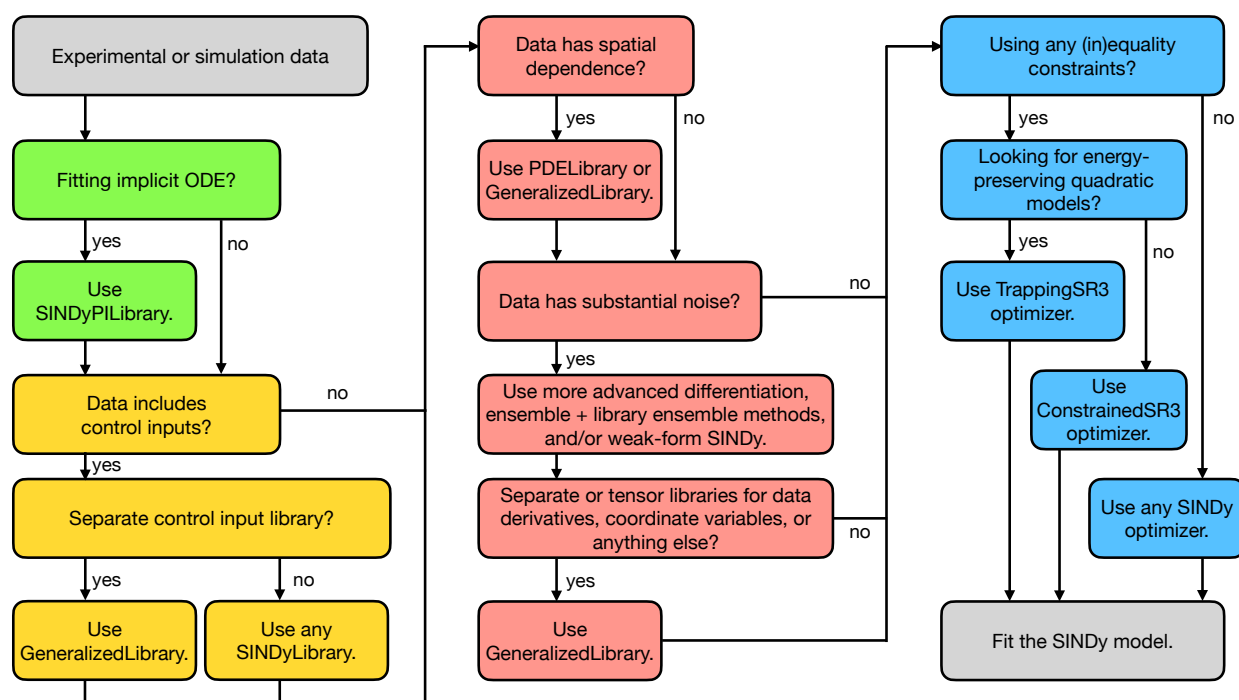 Experimental or simulation data
Fitting implicit ODE?
yes
no
Use
SINDyPILibrary.
Data includes
control inputs?
no
yes
Separate control input library?
yes
no
Use
GeneralizedLibrary.
Use any
SINDyLibrary.
Data has spatial
dependence?
yes
no
Use PDELibrary or
GeneralizedLibrary.
Data has substantial noise?
no
yes
Use more advanced differentiation,
ensemble + library ensemble methods,
and/or weak-form SINDy.
Separate or tensor libraries for data
derivatives, coordinate variables, or
anything else?
no
yes
Use
GeneralizedLibrary.
Using any (in)equality
constraints?
yes
no
Looking for energy-
preserving quadratic
models?
yes
no
Use TrappingSR3
optimizer.
Use
ConstrainedSR3
optimizer.
Use any SINDy
optimizer.
Fit the SINDy model.